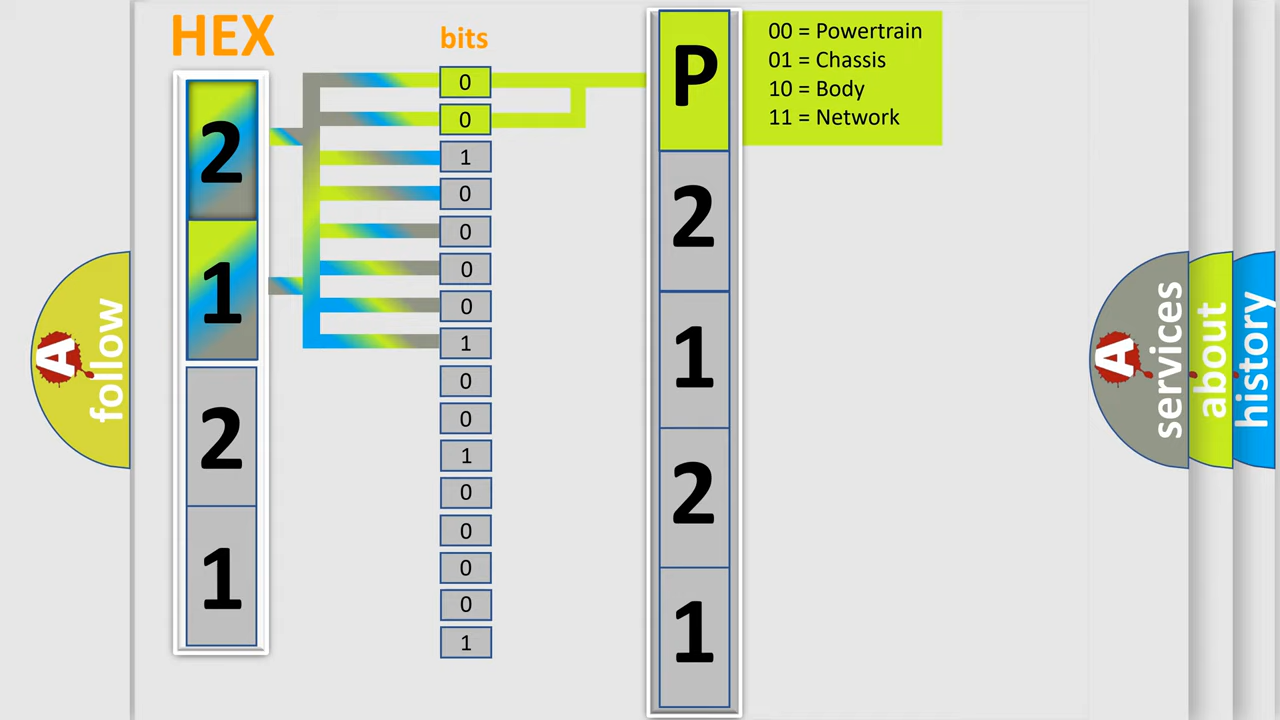 HEX
bits
2
1
2
1
0
0
1
0
0
0
0
1
0
0
1
0
0
0
0
1
P
2
1
2
1
00 = Powertrain
01 = Chassis
10 = Body
11 = Network
A
follow
A
services
about
history